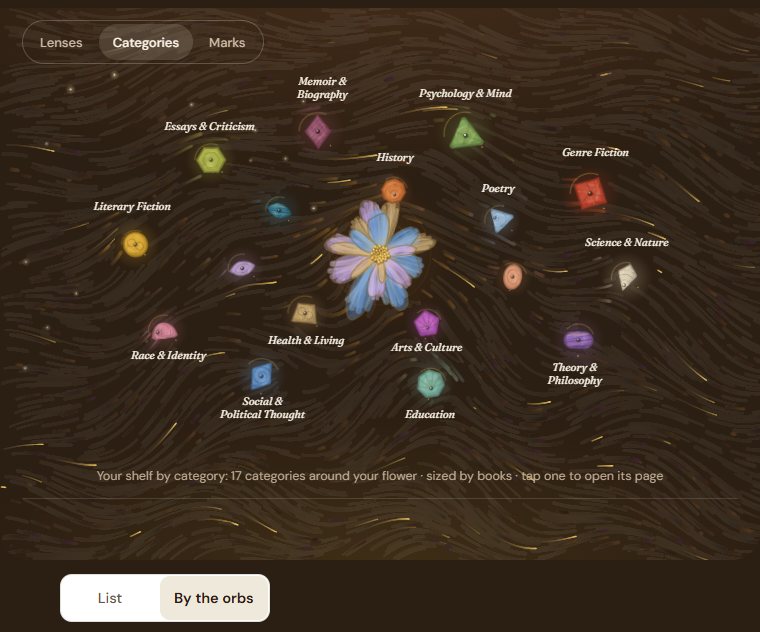 Lenses Categories Marks
Memoir &
Biography
Psychology & Mind
Essays & Criticism
History
Genre Fiction
Poetry
Literary Fiction
Science & Nature
Health & Living
Arts & Culture
Race & Identity
Theory &
Philosophy
Social &
Political Thought
Education
Your shelf by category: 17 categories around your flower · sized by books · tap one to open its page
List By the orbs